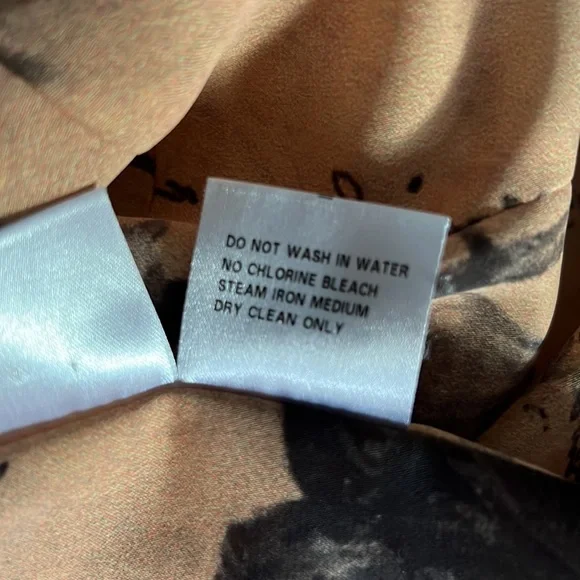 DO NOT WASH IN WATER
NO CHLORINE BLEACH
STEAM IRON MEDIUM
DRY CLEAN ONLY